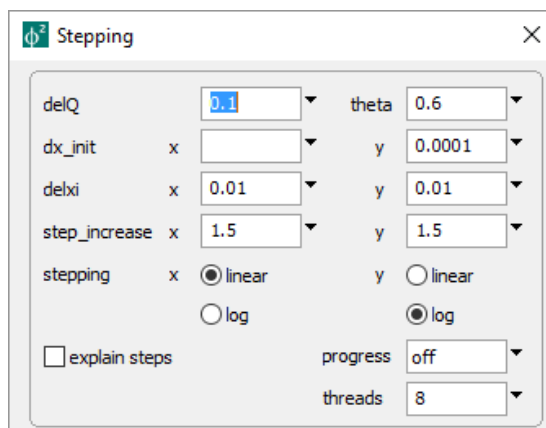 ϕ² Stepping
delQ 0.1 theta 0.6
dx_init x y 0.0001
delxi x 0.01 y 0.01
step_increase x 1.5 y 1.5
stepping x linear y linear
log log
explain steps progress off
threads 8